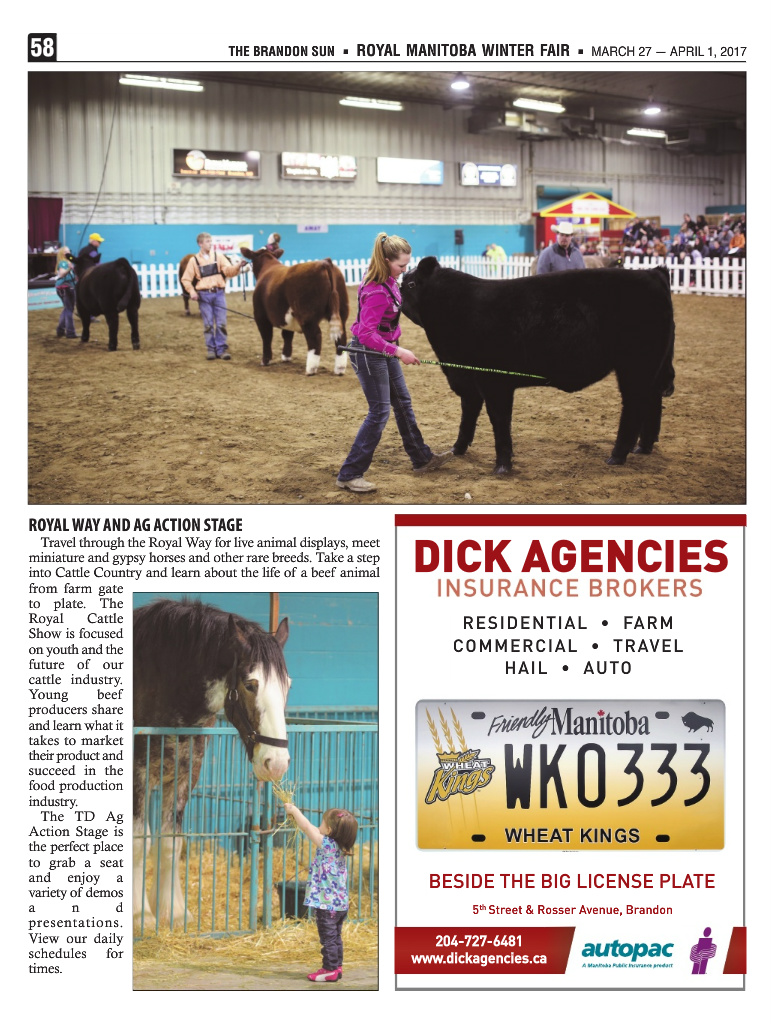 58
THE BRANDON SUN ▪ ROYAL MANITOBA WINTER FAIR ▪ MARCH 27 — APRIL 1, 2017
AWAY
ROYAL WAY AND AG ACTION STAGE
Travel through the Royal Way for live animal displays, meet
miniature and gypsy horses and other rare breeds. Take a step
into Cattle Country and learn about the life of a beef animal
from farm gate
to plate. The
Royal Cattle
Show is focused
on youth and the
future of our
cattle industry.
Young beef
producers share
and learn what it
takes to market
their product and
succeed in the
food production
industry.
The TD Ag
Action Stage is
the perfect place
to grab a seat
and enjoy a
variety of demos
a n d
presentations.
View our daily
schedules for
times.
DICK AGENCIES
INSURANCE BROKERS
RESIDENTIAL • FARM
COMMERCIAL • TRAVEL
HAIL • AUTO
Friendly Manitoba
WHEAT
Kings
WK0333
WHEAT KINGS
BESIDE THE BIG LICENSE PLATE
5th Street & Rosser Avenue, Brandon
204-727-6481
www.dickagencies.ca
autopac
A Manitoba Public Insurance product